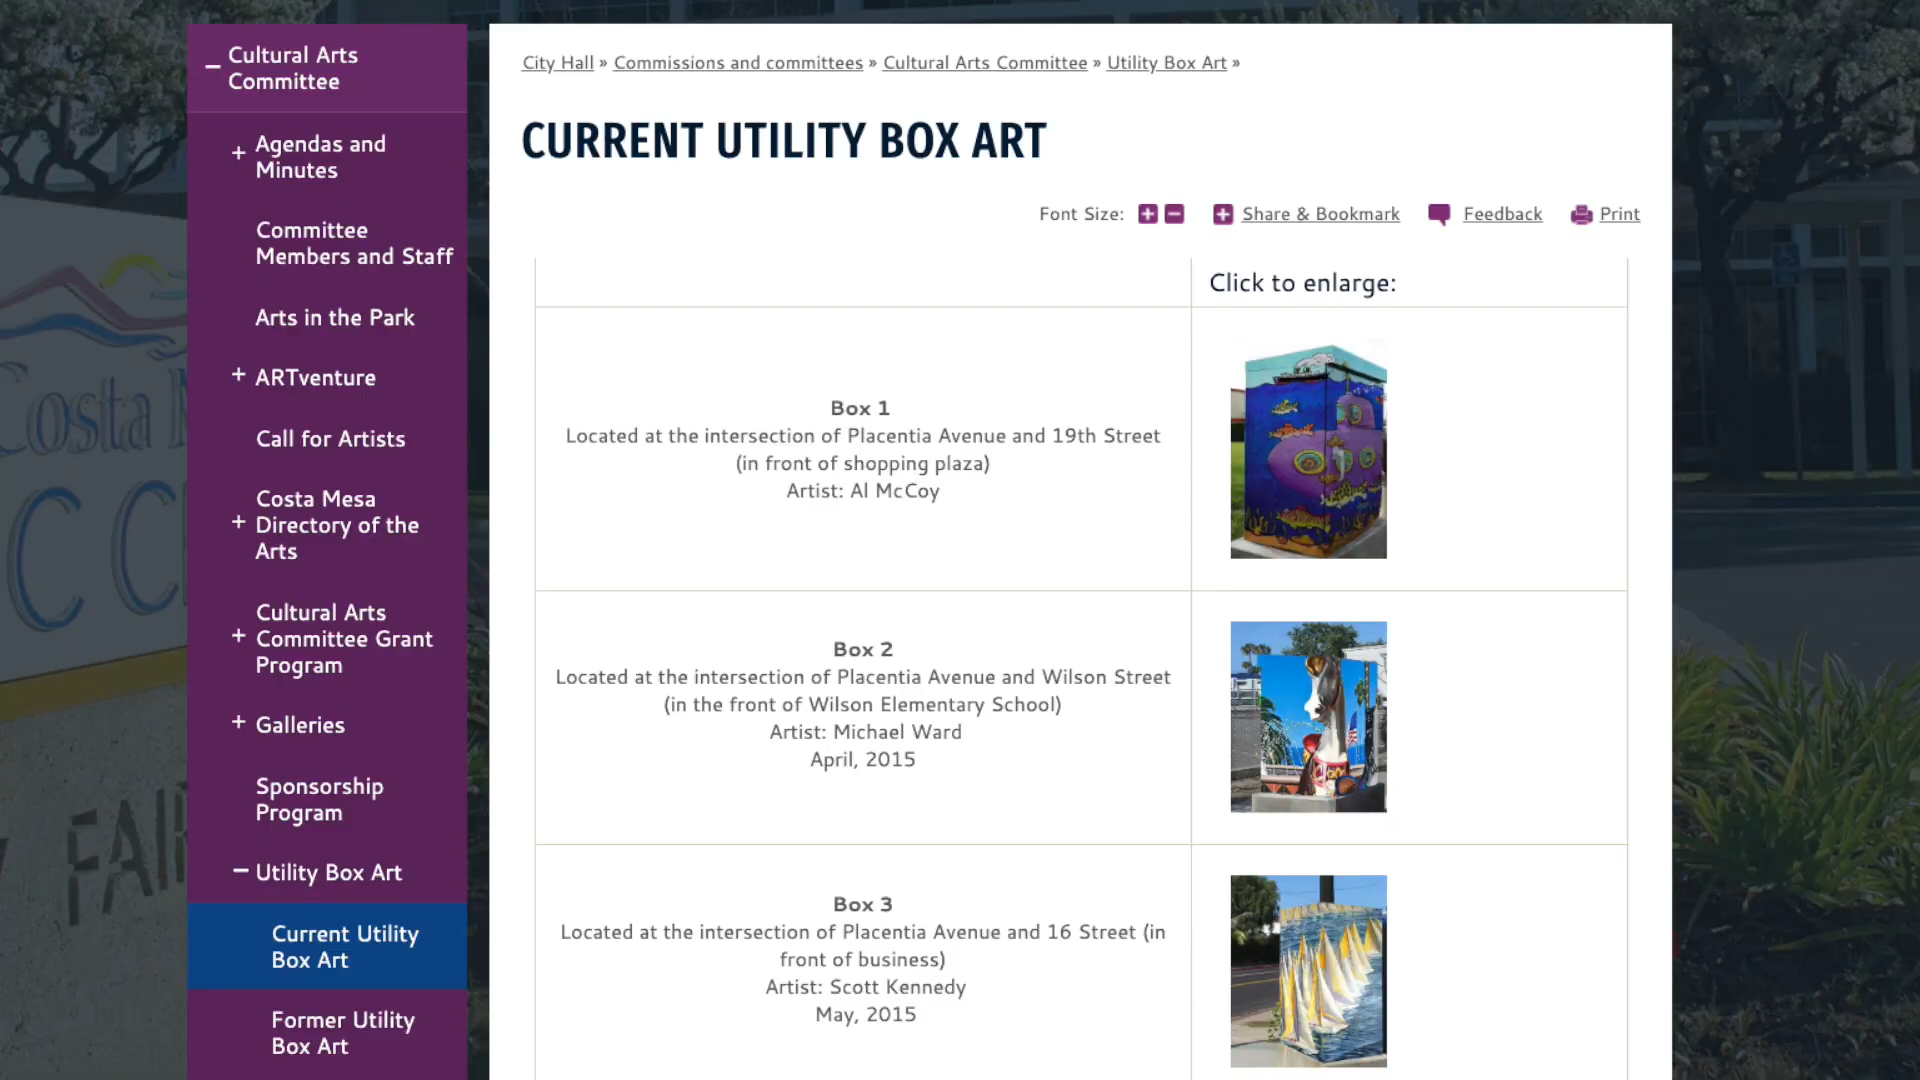 Cultural Arts
Committee
Agendas and
Minutes
Committee
Members and Staff
Arts in the Park
ARTventure
Call for Artists
Costa Mesa
Directory of the
Arts
Cultural Arts
Committee Grant
Program
Galleries
Sponsorship
Program
Utility Box Art
Current Utility
Box Art
Former Utility
Box Art
City Hall » Commissions and committees » Cultural Arts Committee » Utility Box Art »
CURRENT UTILITY BOX ART
Font Size: Share & Bookmark Feedback Print
Click to enlarge:
Box 1
Located at the intersection of Placentia Avenue and 19th Street
(in front of shopping plaza)
Artist: Al McCoy
Box 2
Located at the intersection of Placentia Avenue and Wilson Street
(in the front of Wilson Elementary School)
Artist: Michael Ward
April, 2015
Box 3
Located at the intersection of Placentia Avenue and 16 Street (in
front of business)
Artist: Scott Kennedy
May, 2015
Costa
FAIR